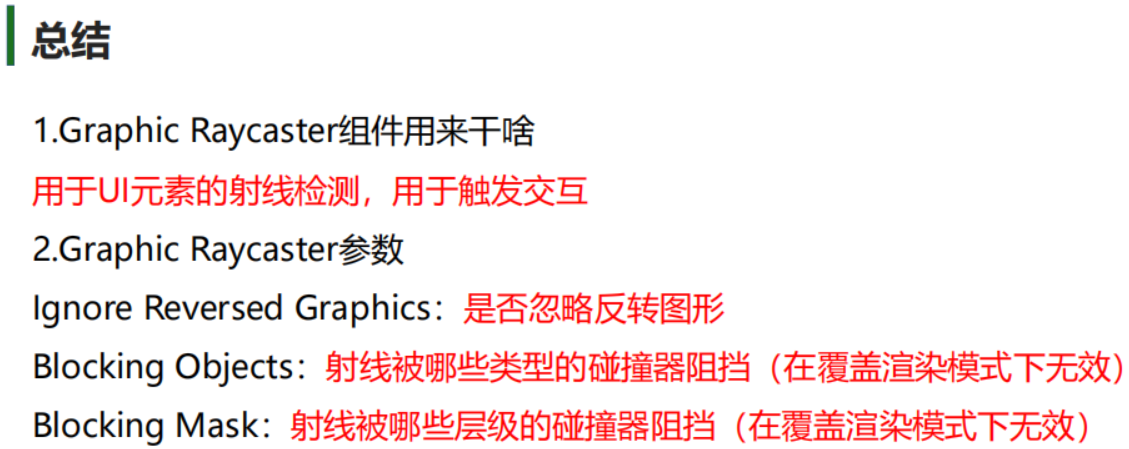 总结
1.Graphic Raycaster组件用来干啥
用于UI元素的射线检测，用于触发交互
2.Graphic Raycaster参数
Ignore Reversed Graphics：是否忽略反转图形
Blocking Objects：射线被哪些类型的碰撞器阻挡（在覆盖渲染模式下无效）
Blocking Mask：射线被哪些层级的碰撞器阻挡（在覆盖渲染模式下无效）